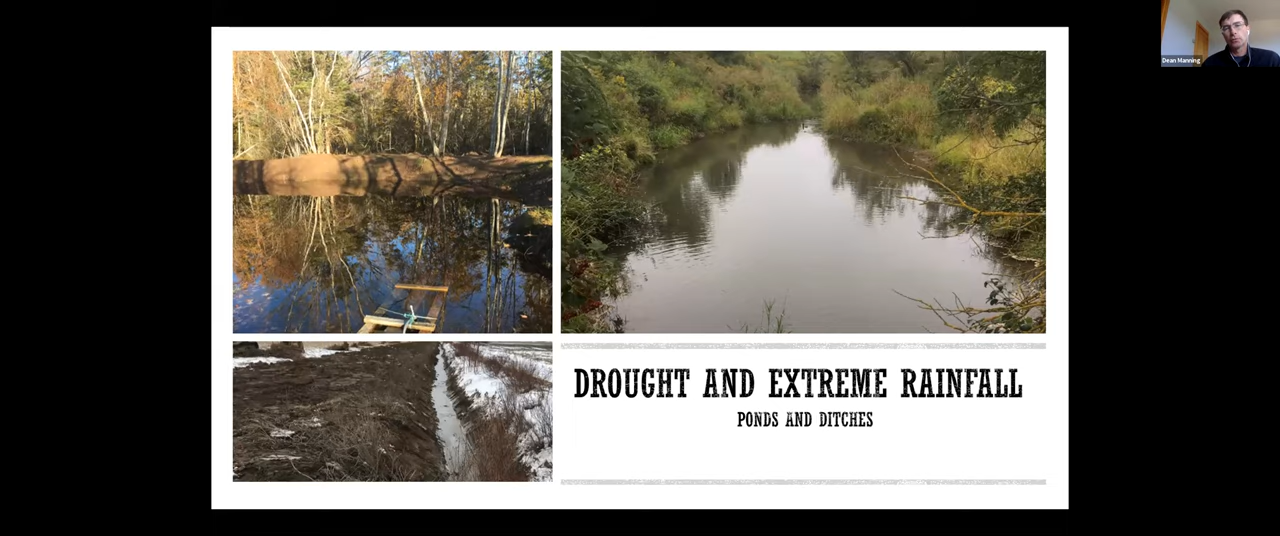 Dean Manning
DROUGHT AND EXTREME RAINFALL
PONDS AND DITCHES